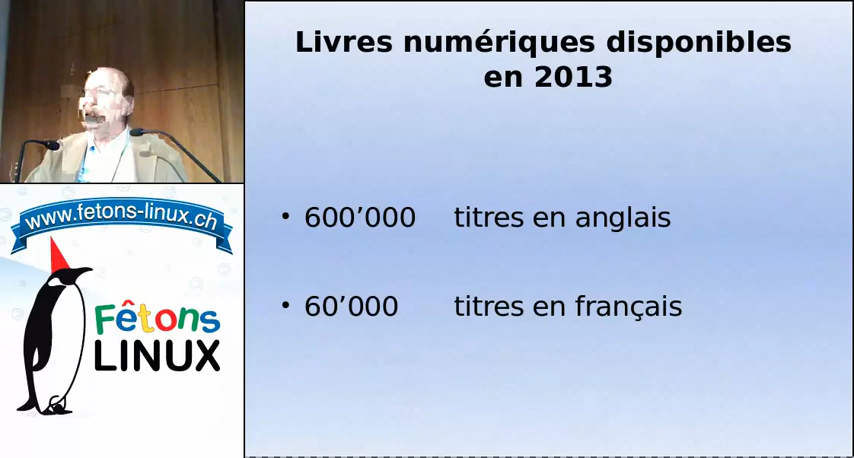 Livres numériques disponibles
en 2013
• 600’000 titres en anglais
• 60’000 titres en français
www.fetons-linux.ch
Fêtons
LINUX